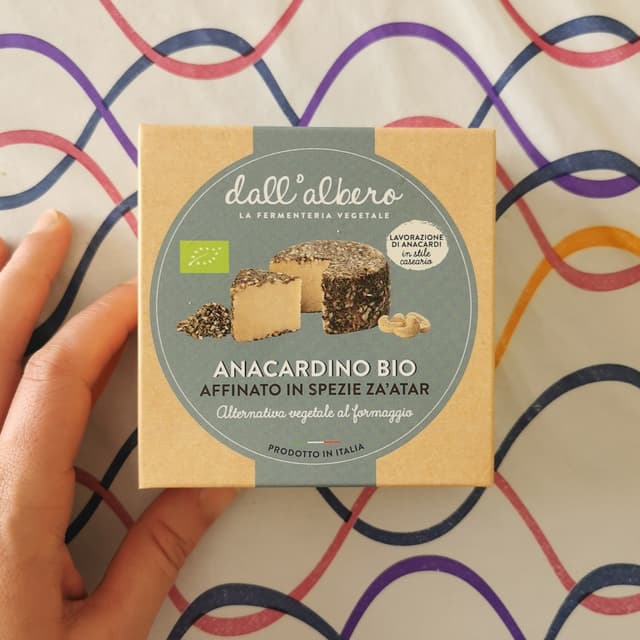 dall'albero
LA FERMENTERIA VEGETALE
LAVORAZIONE
DI ANACARDI
in stile
caseario
ANACARDINO BIO
AFFINATO IN SPEZIE ZA'ATAR
Alternativa vegetale al formaggio
PRODOTTO IN ITALIA